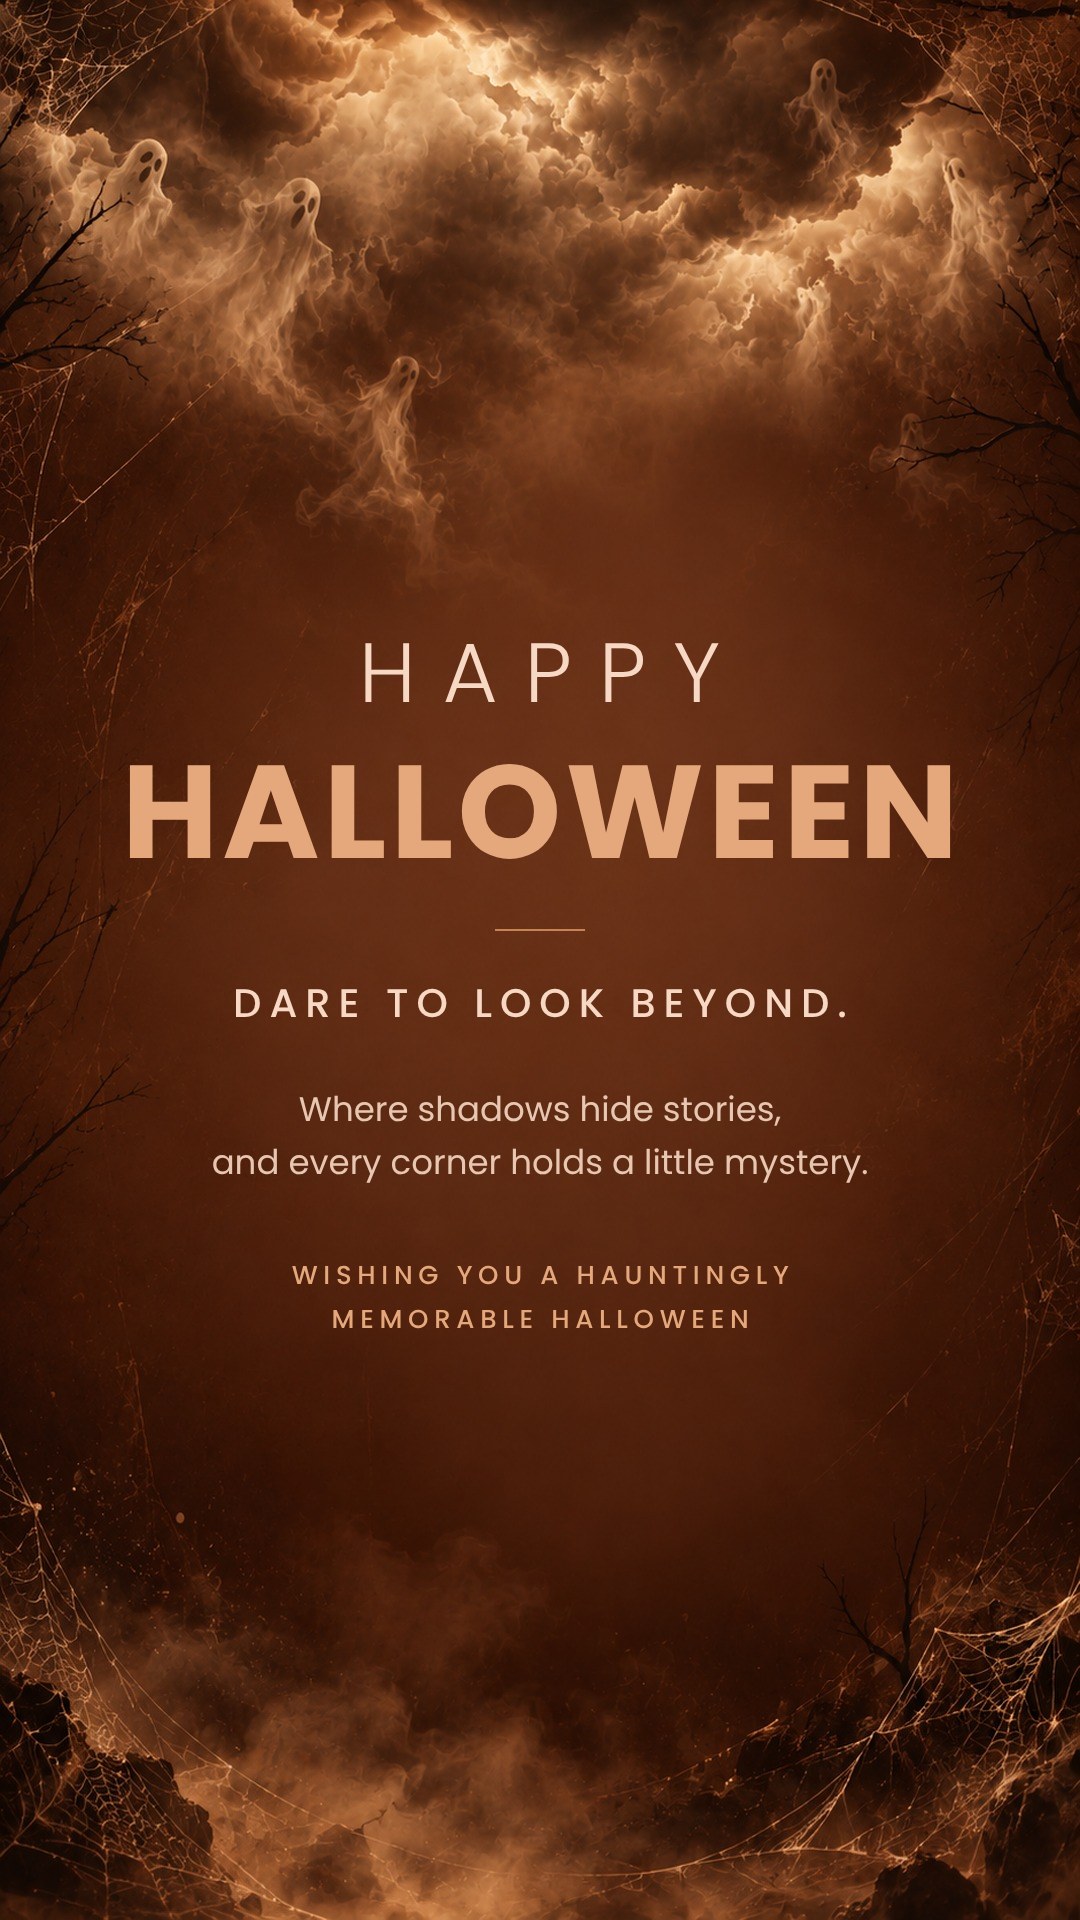 HAPPY
HALLOWEEN
DARE TO LOOK BEYOND.
Where shadows hide stories,
and every corner holds a little mystery.
WISHING YOU A HAUNTINGLY
MEMORABLE HALLOWEEN